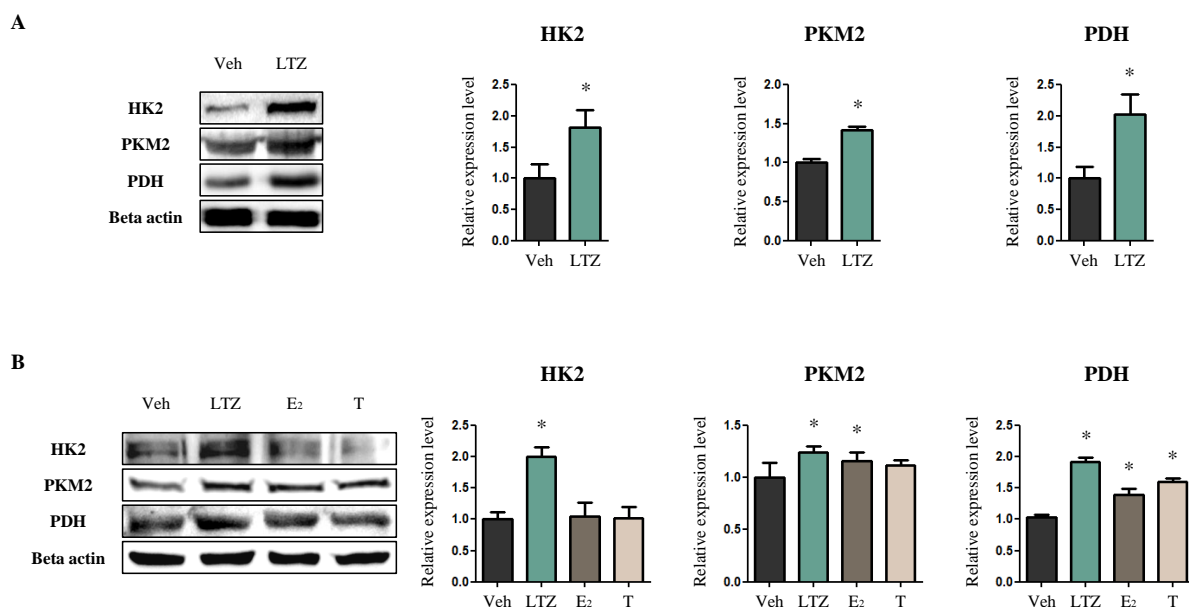 A
Veh LTZ
HK2
PKM2
PDH
Beta actin
HK2
Relative expression level
2.5
2.0
1.5
1.0
0.5
0.0
*
Veh LTZ
PKM2
Relative expression level
2.0
1.5
1.0
0.5
0.0
*
Veh LTZ
PDH
Relative expression level
2.5
2.0
1.5
1.0
0.5
0.0
*
Veh LTZ
B
Veh LTZ E₂ T
HK2
PKM2
PDH
Beta actin
HK2
Relative expression level
2.5
2.0
1.5
1.0
0.5
0.0
*
Veh LTZ E₂ T
PKM2
Relative expression level
1.5
1.0
0.5
0.0
* *
Veh LTZ E₂ T
PDH
Relative expression level
2.5
2.0
1.5
1.0
0.5
0.0
* * *
Veh LTZ E₂ T